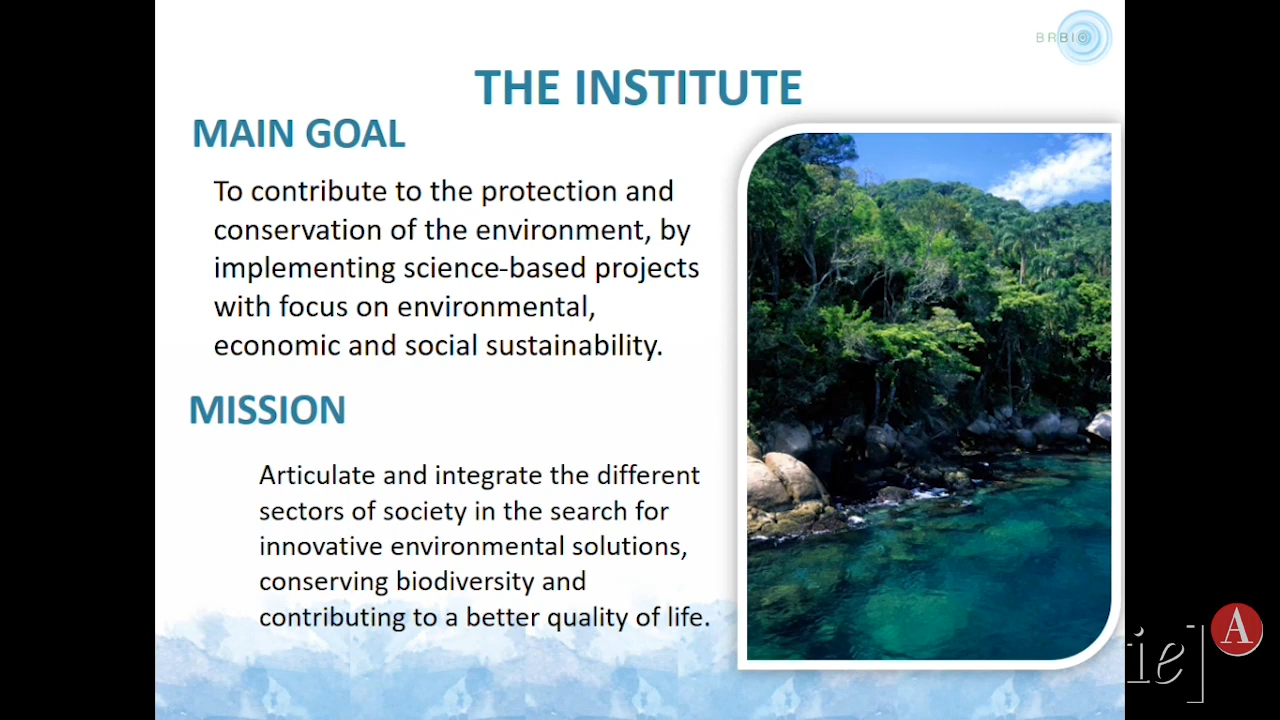 BRBIO
THE INSTITUTE
MAIN GOAL
To contribute to the protection and
conservation of the environment, by
implementing science-based projects
with focus on environmental,
economic and social sustainability.
MISSION
Articulate and integrate the different
sectors of society in the search for
innovative environmental solutions,
conserving biodiversity and
contributing to a better quality of life.
A
ie]